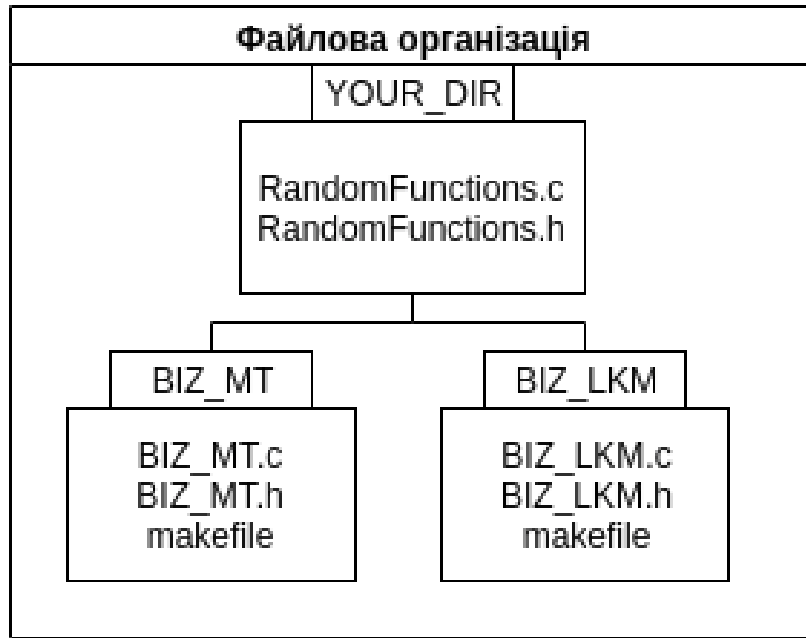 Файлова організація
YOUR_DIR
RandomFunctions.c
RandomFunctions.h
BIZ_MT
BIZ_MT.c
BIZ_MT.h
makefile
BIZ_LKM
BIZ_LKM.c
BIZ_LKM.h
makefile